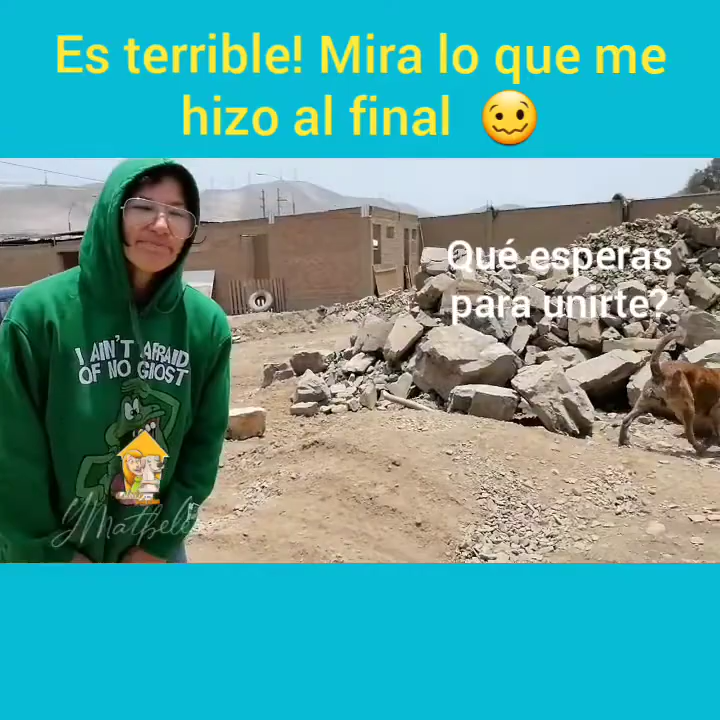 Es terrible! Mira lo que me
hizo al final 🥴
Qué esperas
para unirte?
I AIN'T AFRAID
OF NO GHOST
Matbel